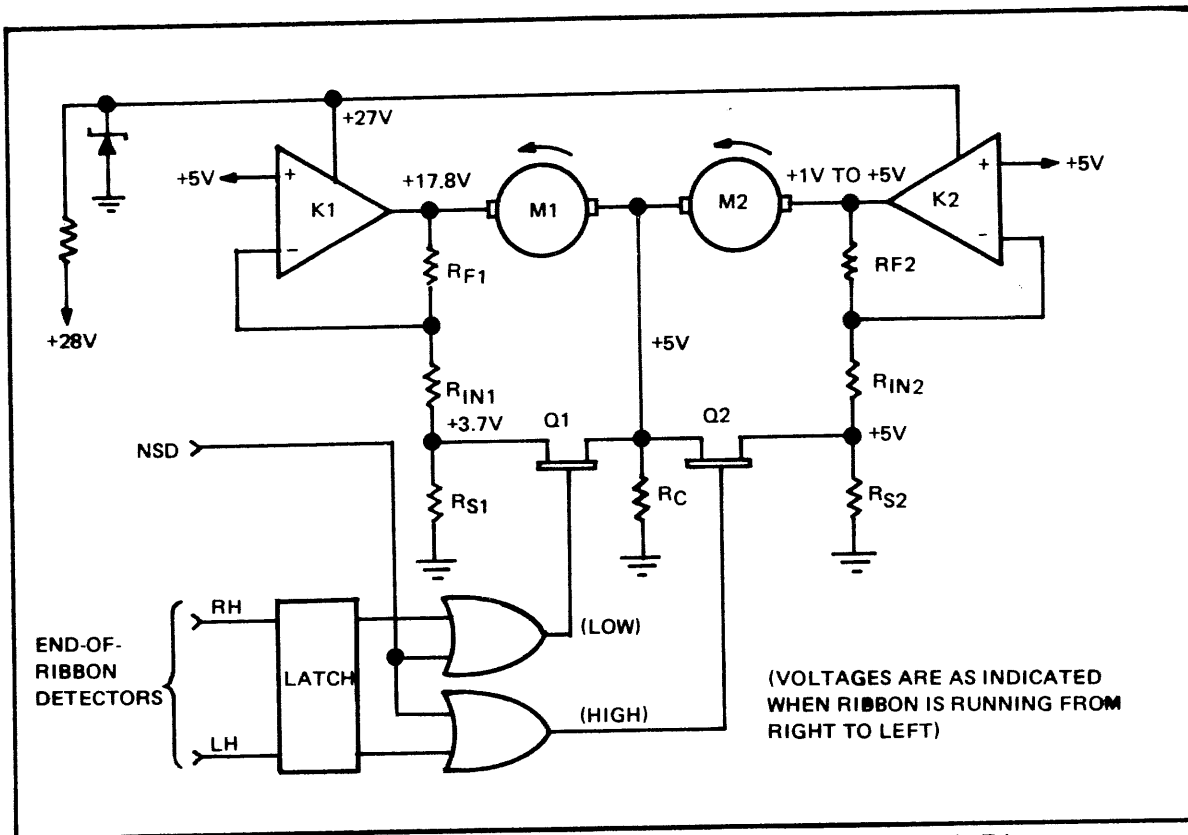 +27V
+5V
+
K1
-
+17.8V
M1
M2
+1V TO +5V
K2
+
-
+5V
RF1
RF2
+28V
+5V
RIN1
RIN2
+3.7V
Q1
Q2
+5V
NSD
RS1
RC
RS2
RH
(LOW)
END-OF-
RIBBON
DETECTORS
LATCH
(HIGH)
LH
(VOLTAGES ARE AS INDICATED
WHEN RIBBON IS RUNNING FROM
RIGHT TO LEFT)